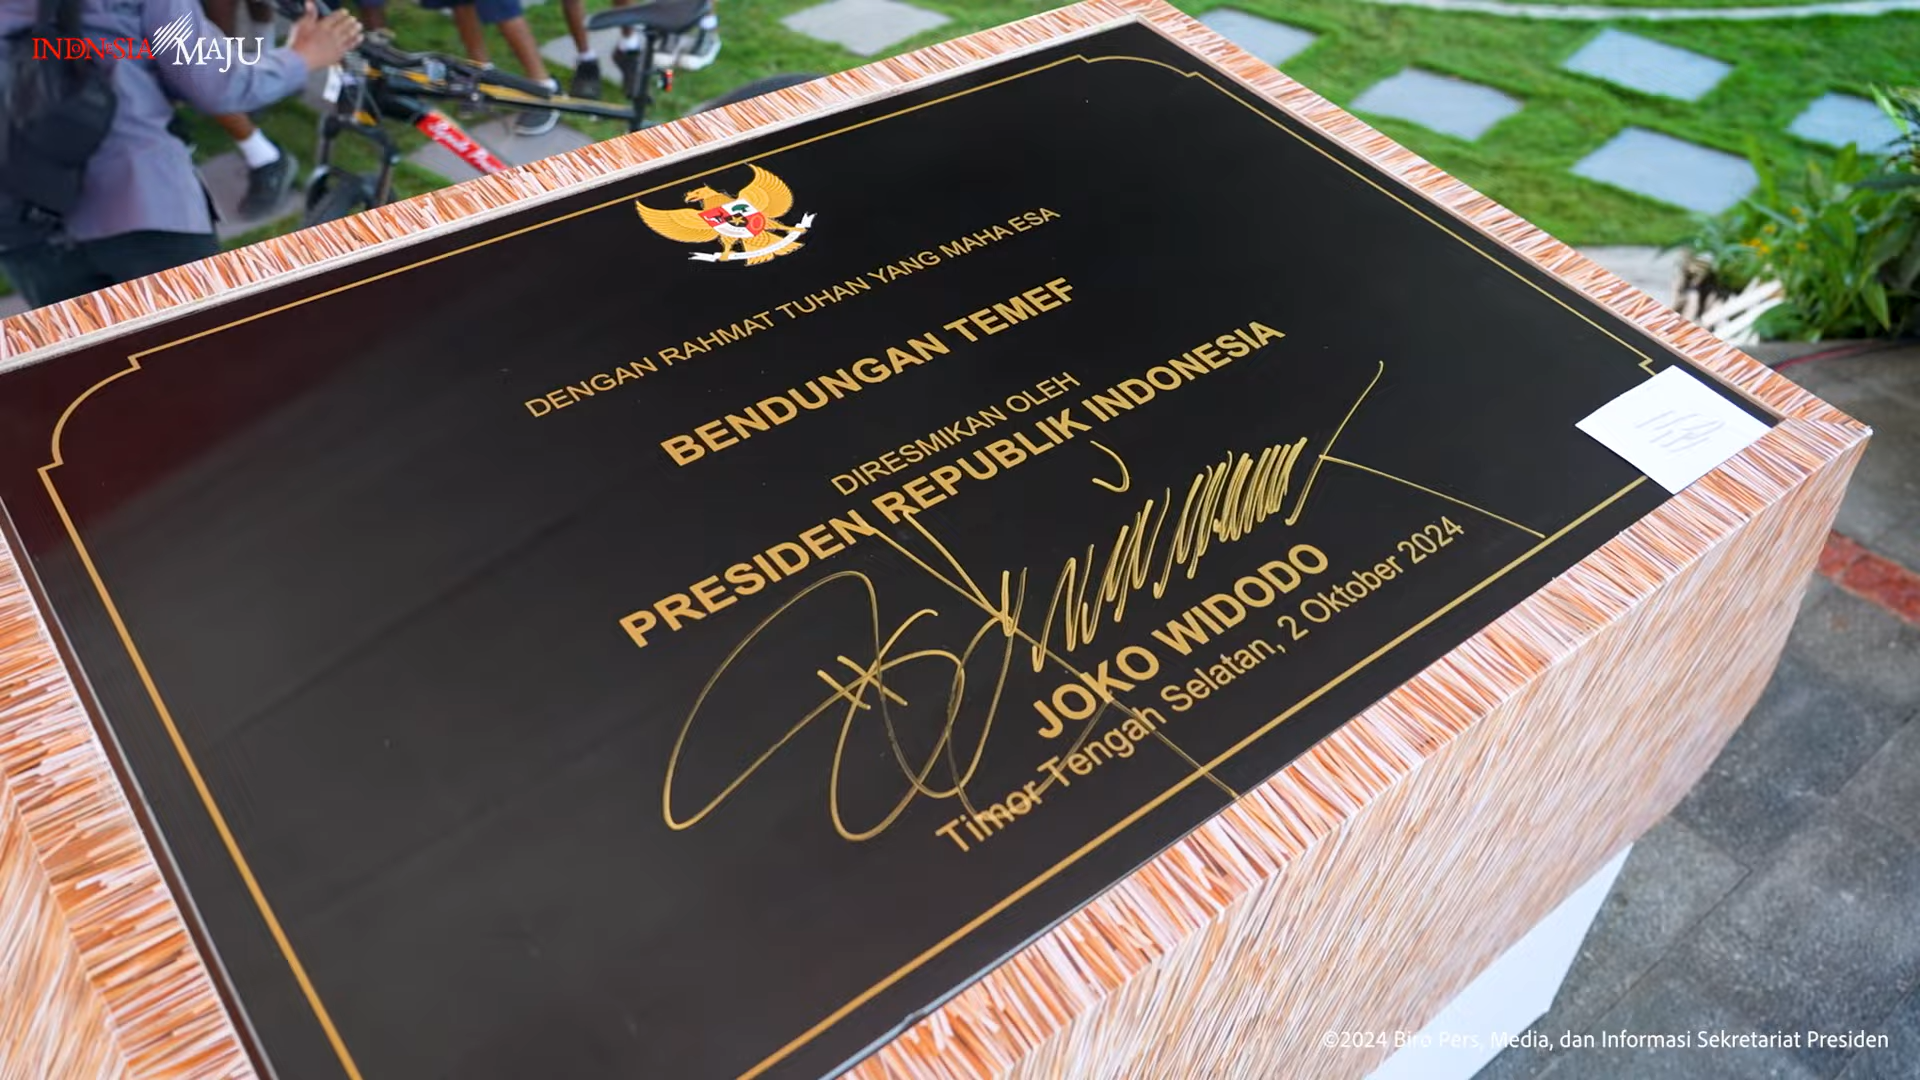 INDONESIA MAJU
DENGAN RAHMAT TUHAN YANG MAHA ESA
BENDUNGAN TEMEF
DIRESMIKAN OLEH
PRESIDEN REPUBLIK INDONESIA
JOKO WIDODO
Timor Tengah Selatan, 2 Oktober 2024
©2024 Biro Pers, Media, dan Informasi Sekretariat Presiden